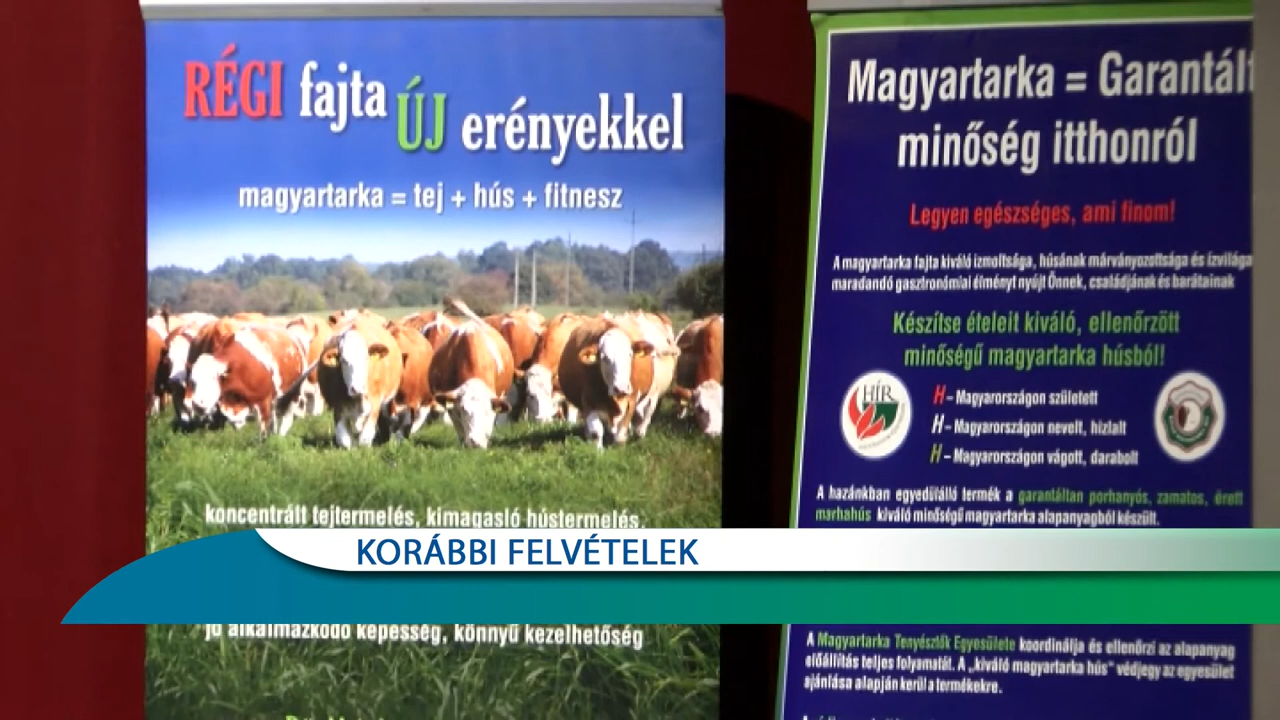 RÉGI fajta ÚJ erényekkel
magyartarka = tej + hús + fitnesz
koncentrált tejtermelés, kimagasló hústermelés,
jó alkalmazkodó képesség, könnyű kezelhetőség
Magyartarka = Garantált
minőség itthonról
Legyen egészséges, ami finom!
A magyartarka fajta kiváló izmoltsága, húsának márványozottsága és ízvilága
maradandó gasztronómiai élményt nyújt Önnek, családjának és barátainak
Készítse ételeit kiváló, ellenőrzött
minőségű magyartarka húsból!
HÍR
H – Magyarországon született
H – Magyarországon nevelt, hizlalt
H – Magyarországon vágott, darabolt
A hazánkban egyedülálló termék a garantáltan porhanyós, zamatos, érett
marhahús kiváló minőségű magyartarka alapanyagból készült.
KORÁBBI FELVÉTELEK
A Magyartarka Tenyésztők Egyesülete koordinálja és ellenőrzi az alapanyag
előállítás teljes folyamatát. A „kiváló magyartarka hús" védjegy az egyesület
ajánlása alapján kerül a termékekre.